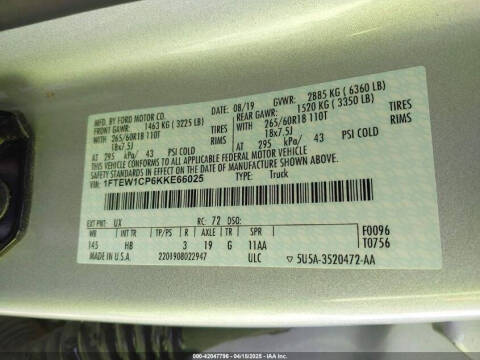 MFD. BY FORD MOTOR CO.
DATE: 08/19 GVWR: 2885 KG ( 6360 LB)
FRONT GAWR: 1463 KG ( 3225 LB) REAR GAWR: 1520 KG ( 3350 LB)
265/60R18 110T TIRES 265/60R18 110T TIRES
18x7.5J RIMS 18x7.5J RIMS
AT 295 kPa/ 43 PSI COLD AT 295 kPa/ 43 PSI COLD
THIS VEHICLE CONFORMS TO ALL APPLICABLE FEDERAL MOTOR VEHICLE
SAFETY STANDARDS IN EFFECT ON THE DATE OF MANUFACTURE SHOWN ABOVE.
VIN: 1FTEW1CP6KKE66025 TYPE: Truck
EXT PNT: UX RC: 72 DSO:
WB INT TR TP/PS R AXLE TR SPR F0096
145 HB 3 19 G 11AA T0756
MADE IN U.S.A. 2201908022947 ULC ▽ 5U5A-3520472-AA
000-42047796 - 04/15/2025 - IAA Inc.